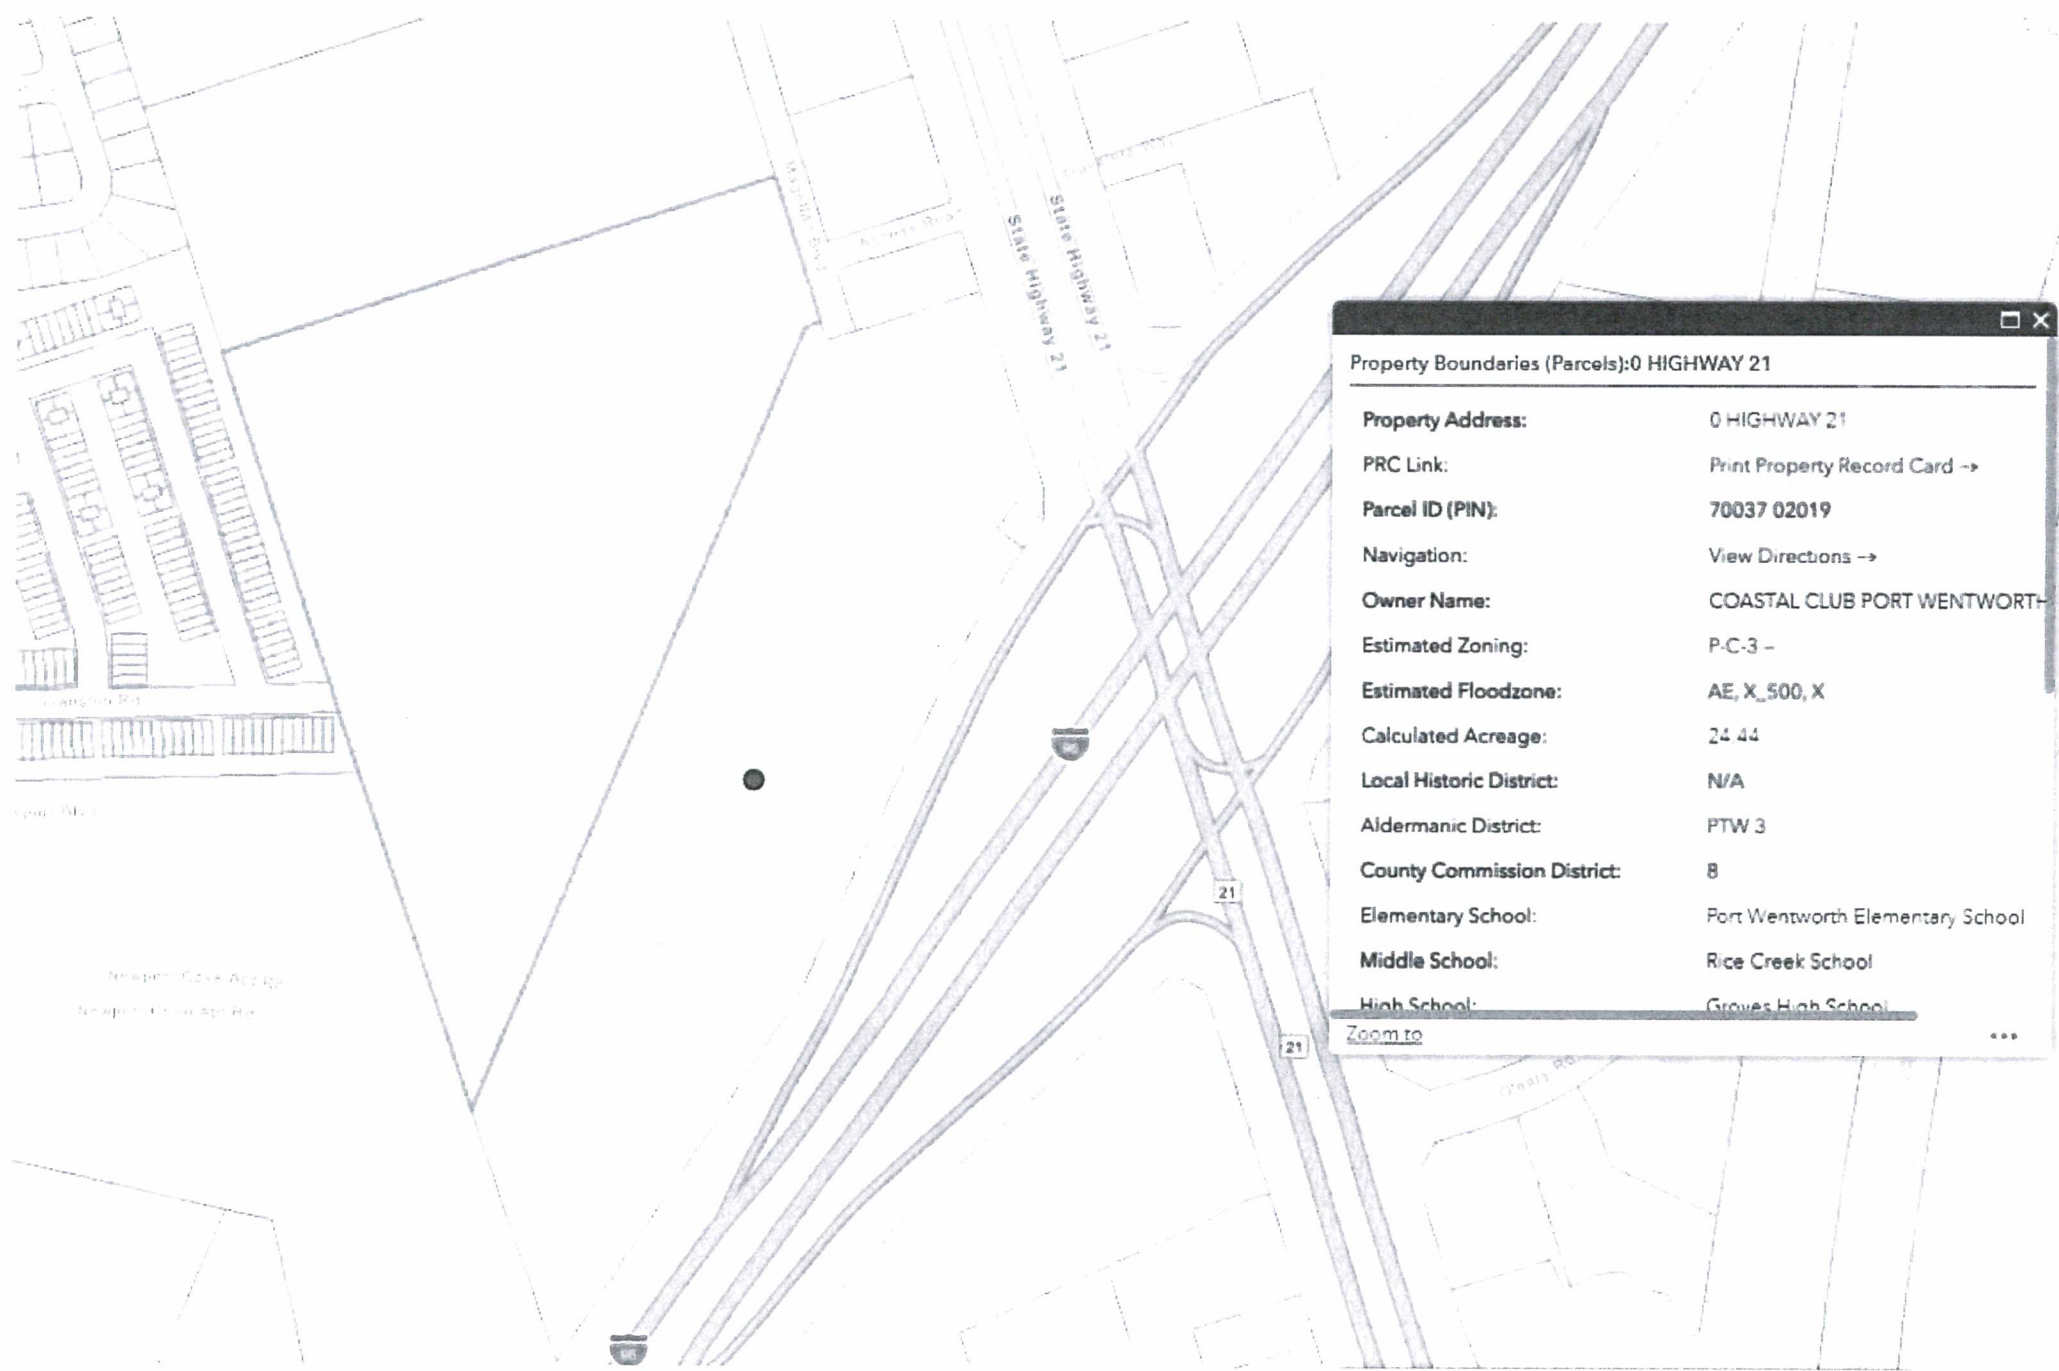 State Highway 21
State Highway 21
21
21
Property Boundaries (Parcels):0 HIGHWAY 21
Property Address: 0 HIGHWAY 21
PRC Link: Print Property Record Card →
Parcel ID (PIN): 70037 02019
Navigation: View Directions →
Owner Name: COASTAL CLUB PORT WENTWORTH
Estimated Zoning: P-C-3 –
Estimated Floodzone: AE, X_500, X
Calculated Acreage: 24.44
Local Historic District: N/A
Aldermanic District: PTW 3
County Commission District: 8
Elementary School: Port Wentworth Elementary School
Middle School: Rice Creek School
High School: Groves High School
Zoom to